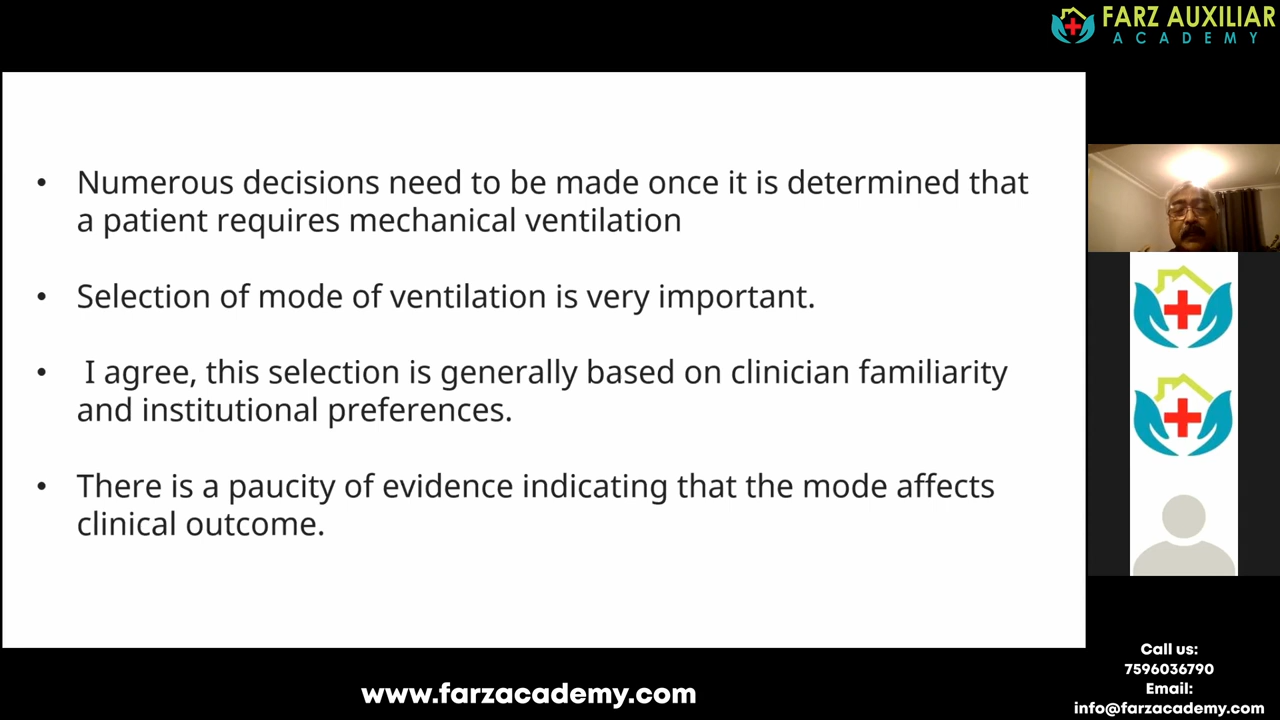 FARZ AUXILIAR
ACADEMY
• Numerous decisions need to be made once it is determined that
a patient requires mechanical ventilation
• Selection of mode of ventilation is very important.
• I agree, this selection is generally based on clinician familiarity
and institutional preferences.
• There is a paucity of evidence indicating that the mode affects
clinical outcome.
Call us:
7596036790
Email:
info@farzacademy.com
www.farzacademy.com